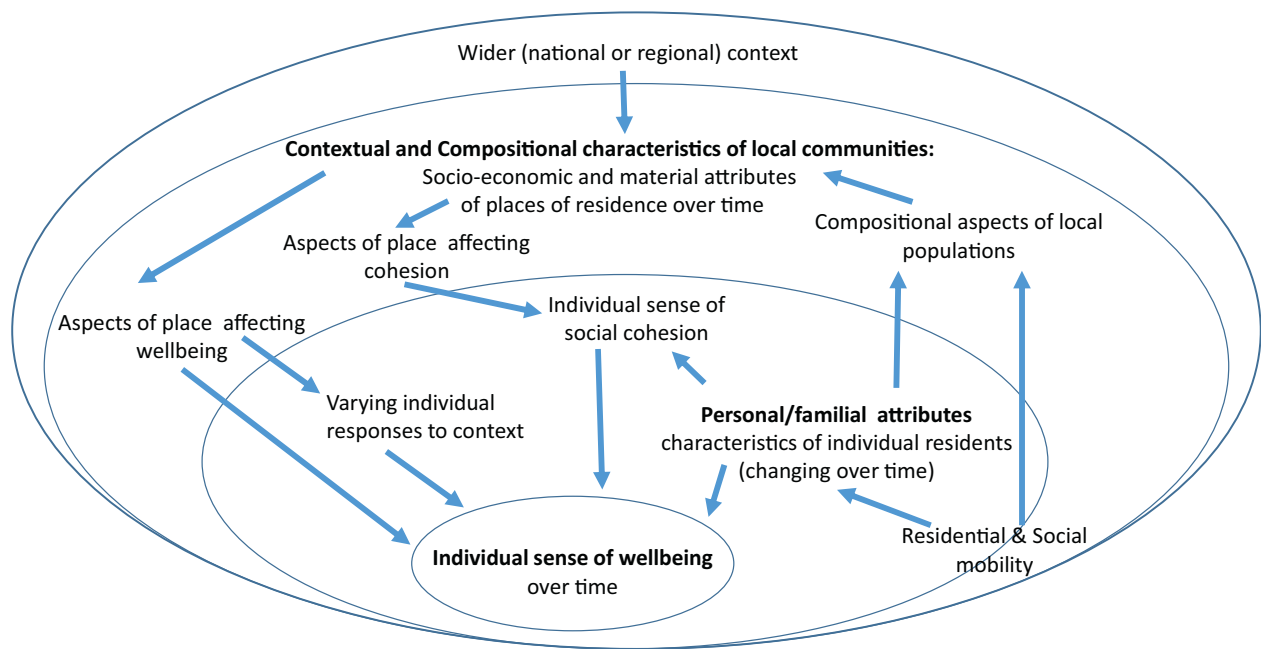 Wider (national or regional) context
Contextual and Compositional characteristics of local communities:
Socio-economic and material attributes
of places of residence over time
Compositional aspects of local
populations
Aspects of place affecting
cohesion
Individual sense of
social cohesion
Aspects of place affecting
wellbeing
Varying individual
responses to context
Personal/familial attributes
characteristics of individual residents
(changing over time)
Residential & Social
mobility
Individual sense of wellbeing
over time